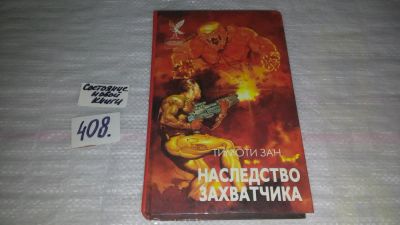 Состояние
новой
книги
408.
ТИМОТИ ЗАН
НАСЛЕДСТВО
ЗАХВАТЧИКА